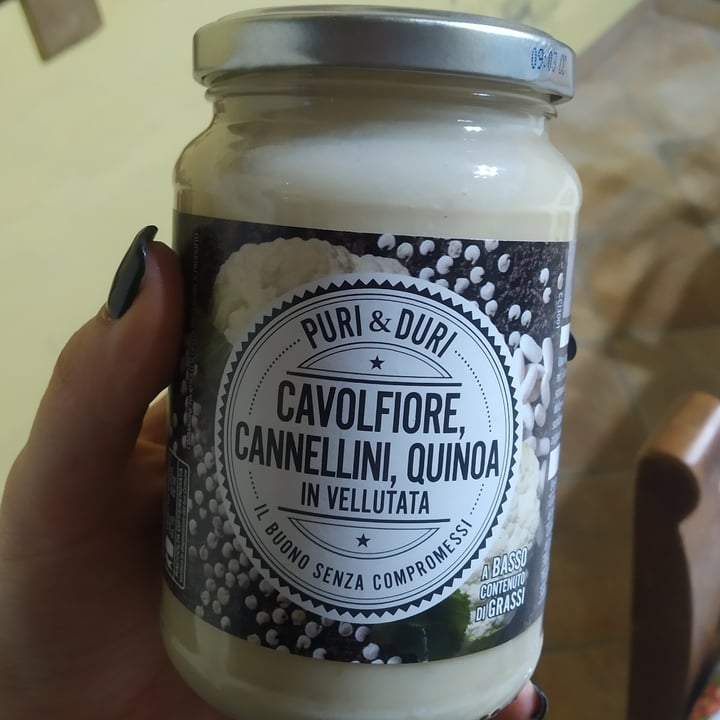 PURI & DURI
CAVOLFIORE,
CANNELLINI, QUINOA
IN VELLUTATA
IL BUONO SENZA COMPROMESSI
A BASSO
CONTENUTO
DI GRASSI